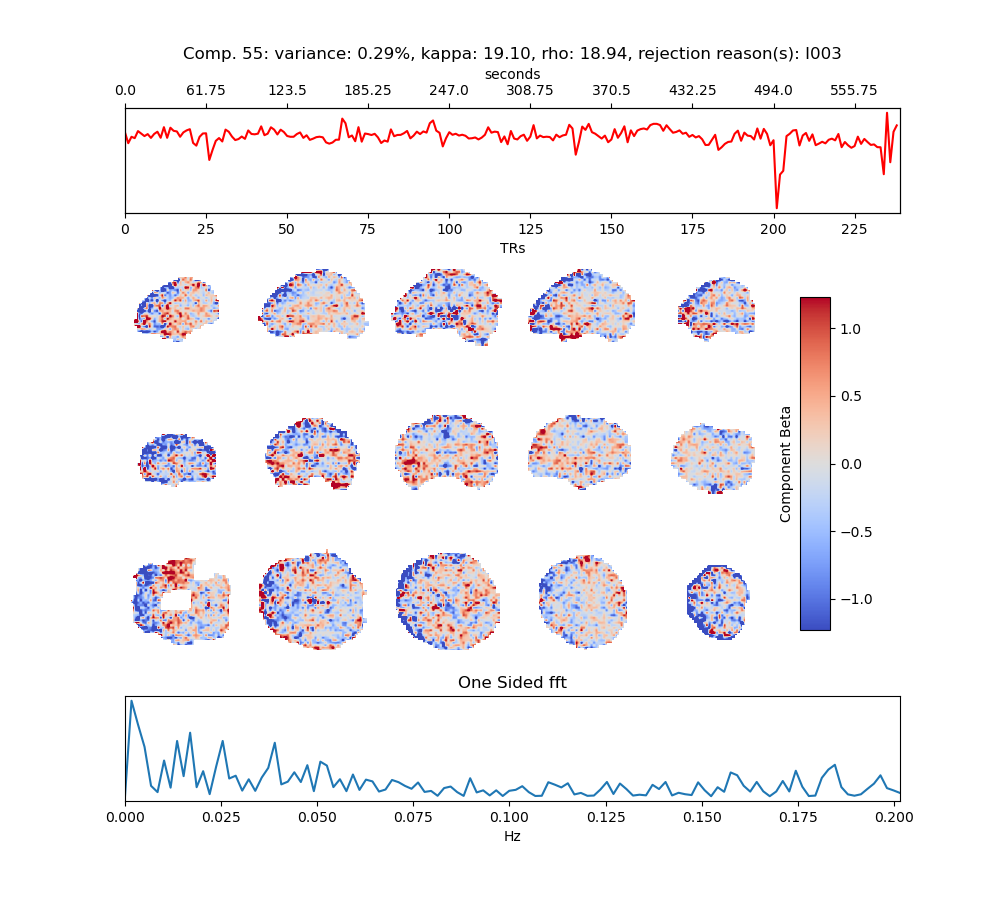 Comp. 55: variance: 0.29%, kappa: 19.10, rho: 18.94, rejection reason(s): I003
seconds
0.0 61.75 123.5 185.25 247.0 308.75 370.5 432.25 494.0 555.75
0 25 50 75 100 125 150 175 200 225
TRs
1.0
0.5
0.0
−0.5
−1.0
Component Beta
One Sided fft
0.000 0.025 0.050 0.075 0.100 0.125 0.150 0.175 0.200
Hz